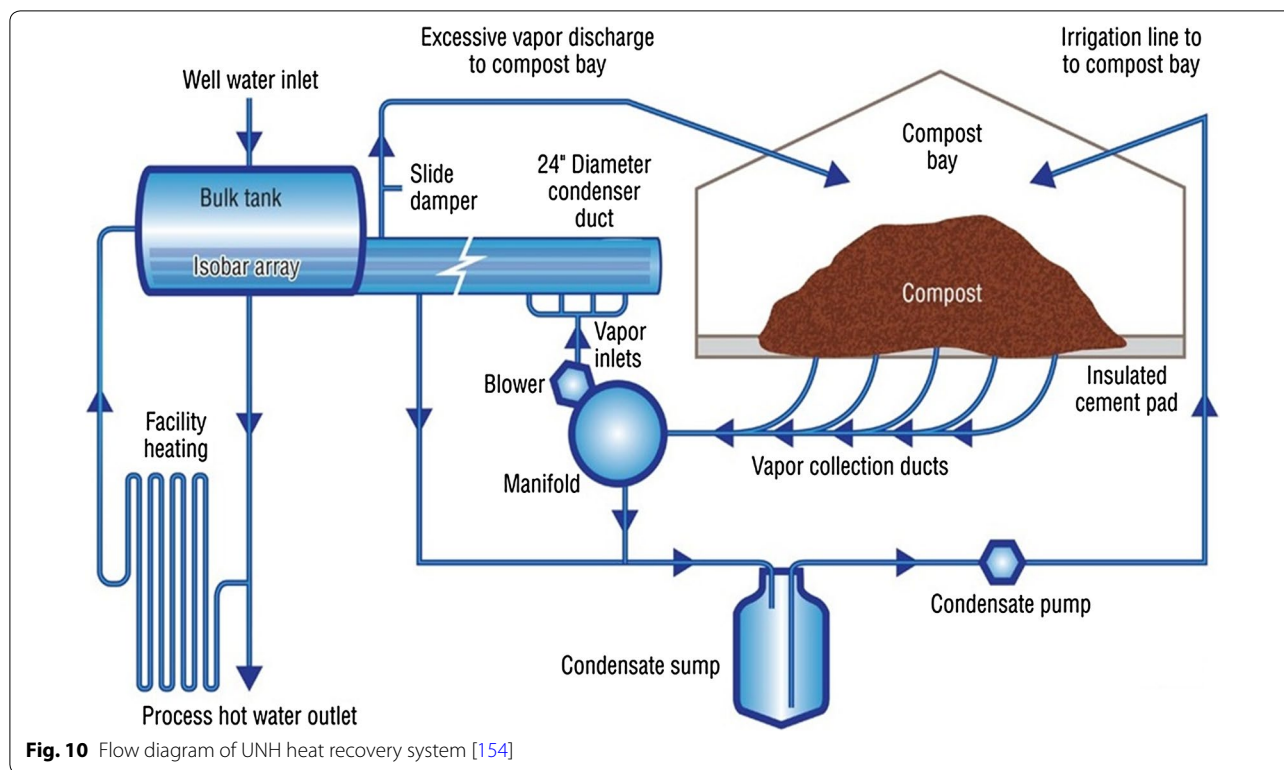 Excessive vapor discharge
to compost bay
Irrigation line to
to compost bay
Well water inlet
Compost
bay
24" Diameter
condenser
duct
Slide
damper
Bulk tank
Isobar array
Compost
Vapor
inlets
Blower
Insulated
cement pad
Facility
heating
Vapor collection ducts
Manifold
Condensate pump
Condensate sump
Process hot water outlet
Fig. 10 Flow diagram of UNH heat recovery system [154]